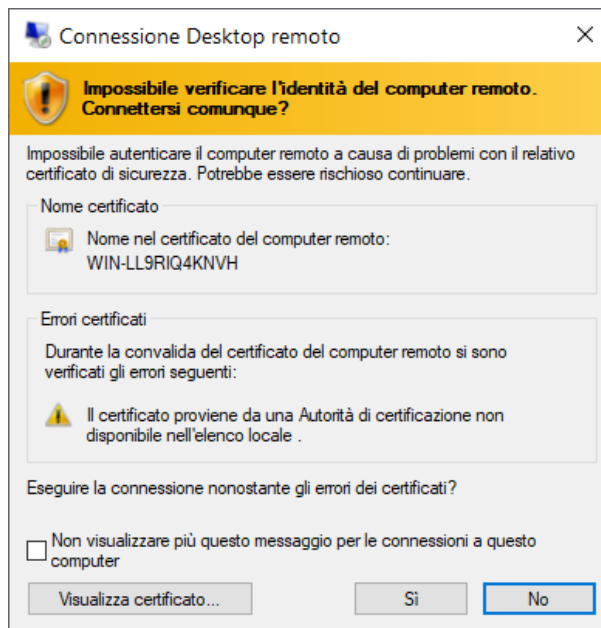 Connessione Desktop remoto
Impossibile verificare l'identità del computer remoto.
Connettersi comunque?
Impossibile autenticare il computer remoto a causa di problemi con il relativo
certificato di sicurezza. Potrebbe essere rischioso continuare.
Nome certificato
Nome nel certificato del computer remoto:
WIN-LL9RIQ4KNVH
Errori certificati
Durante la convalida del certificato del computer remoto si sono
verificati gli errori seguenti:
Il certificato proviene da una Autorità di certificazione non
disponibile nell'elenco locale .
Eseguire la connessione nonostante gli errori dei certificati?
Non visualizzare più questo messaggio per le connessioni a questo
computer
Visualizza certificato...
Sì
No